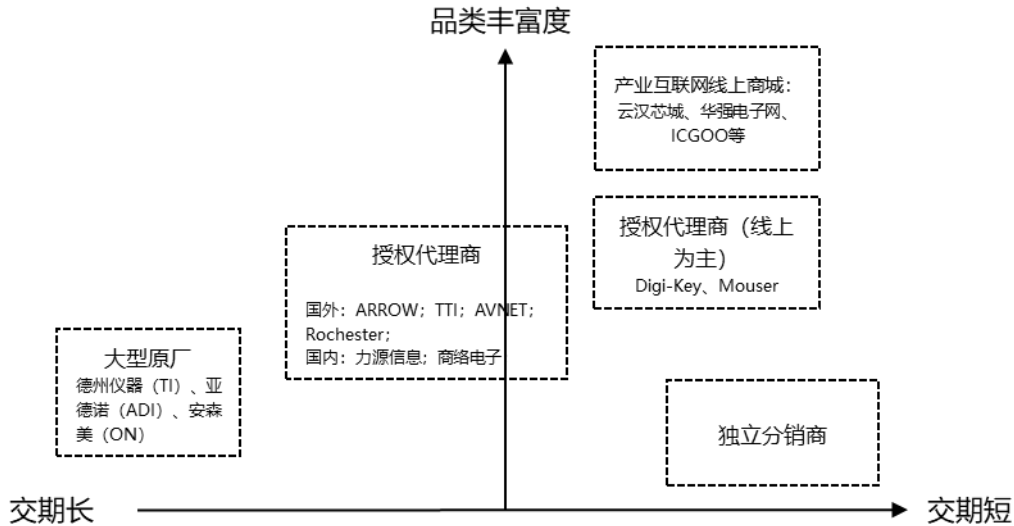 品类丰富度
产业互联网线上商城：
云汉芯城、华强电子网、
ICGOO等
授权代理商（线上
为主）
Digi-Key、Mouser
授权代理商
国外：ARROW；TTI；AVNET；
Rochester；
国内：力源信息；商络电子
大型原厂
德州仪器（TI）、亚
德诺（ADI）、安森
美（ON）
独立分销商
交期长
交期短